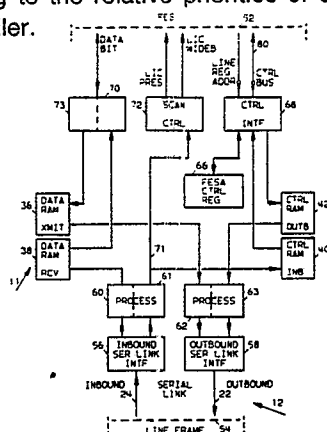 g to the relative priorities of
ller.
FES 52
DATA BIT
LIC PRES
LIC MODES
LINE REG ADDR
80
CTRL BUS
70
73
72
SCAN CTRL
CTRL INTF
68
66
FESA CTRL REG
36
DATA RAM
XMIT
38
DATA RAM
RCV
CTRL RAM
42
OUTB
CTRL RAM
40
INB
11
71
61
60
PROCESS
PROCESS
63
62
56
INBOUND SER LINK INTF
OUTBOUND SER LINK INTF
58
INBOUND
24
SERIAL LINK
OUTBOUND
22
12
LINE FRAME
54